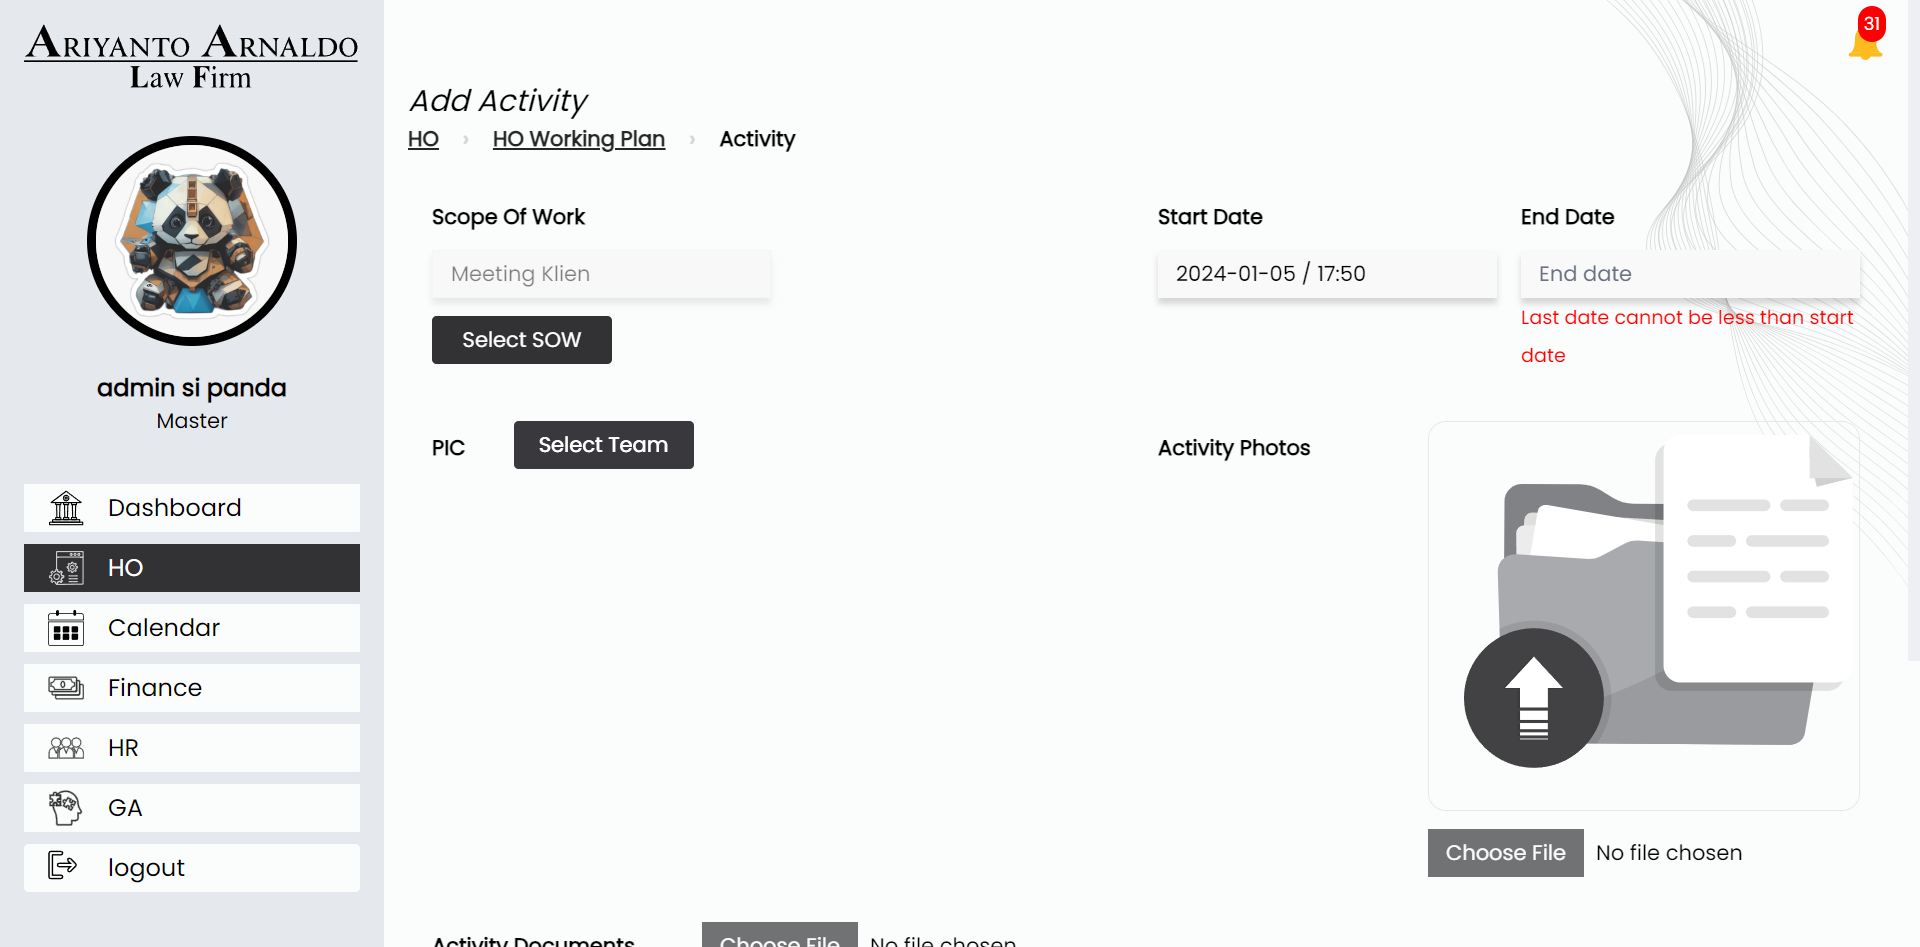 ARIYANTO ARNALDO
Law Firm
admin si panda
Master
Dashboard
HO
Calendar
Finance
HR
GA
logout
31
Add Activity
HO › HO Working Plan › Activity
Scope Of Work
Meeting Klien
Select SOW
Start Date
2024-01-05 / 17:50
End Date
End date
Last date cannot be less than start
date
PIC
Select Team
Activity Photos
Choose File No file chosen
Activity Documents
Choose File No file chosen